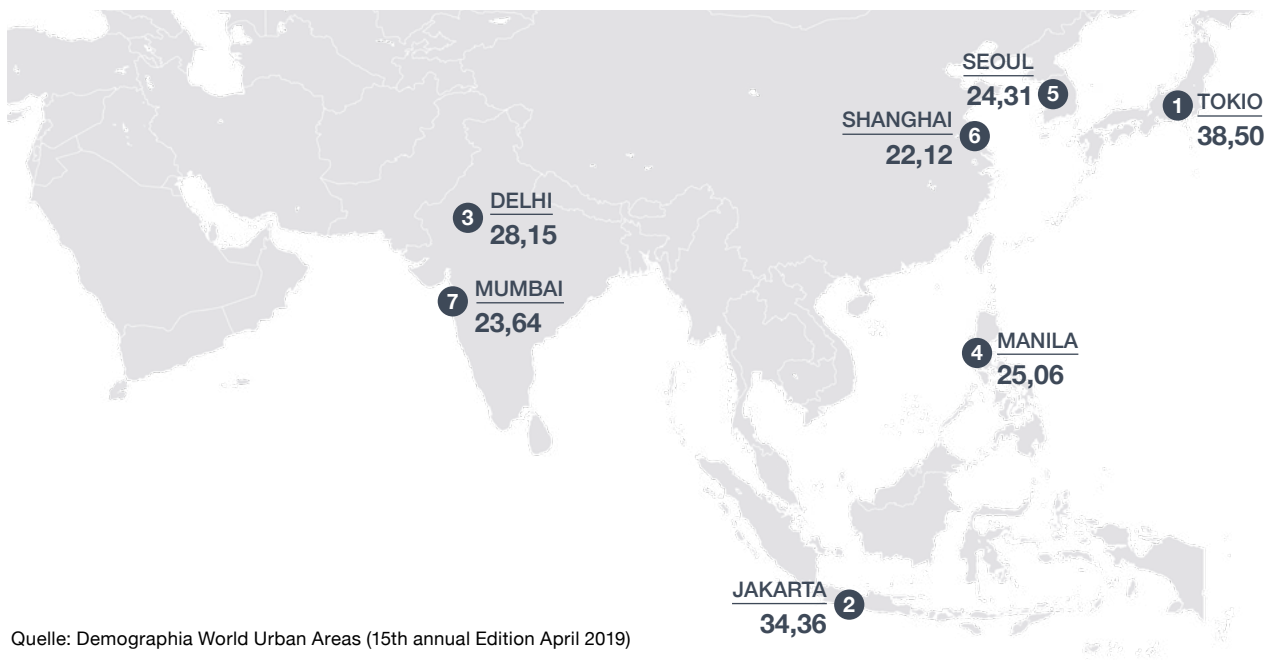 SEOUL
24,31
5
1
TOKIO
38,50
SHANGHAI
22,12
6
3
DELHI
28,15
7
MUMBAI
23,64
4
MANILA
25,06
JAKARTA
34,36
2
Quelle: Demographia World Urban Areas (15th annual Edition April 2019)